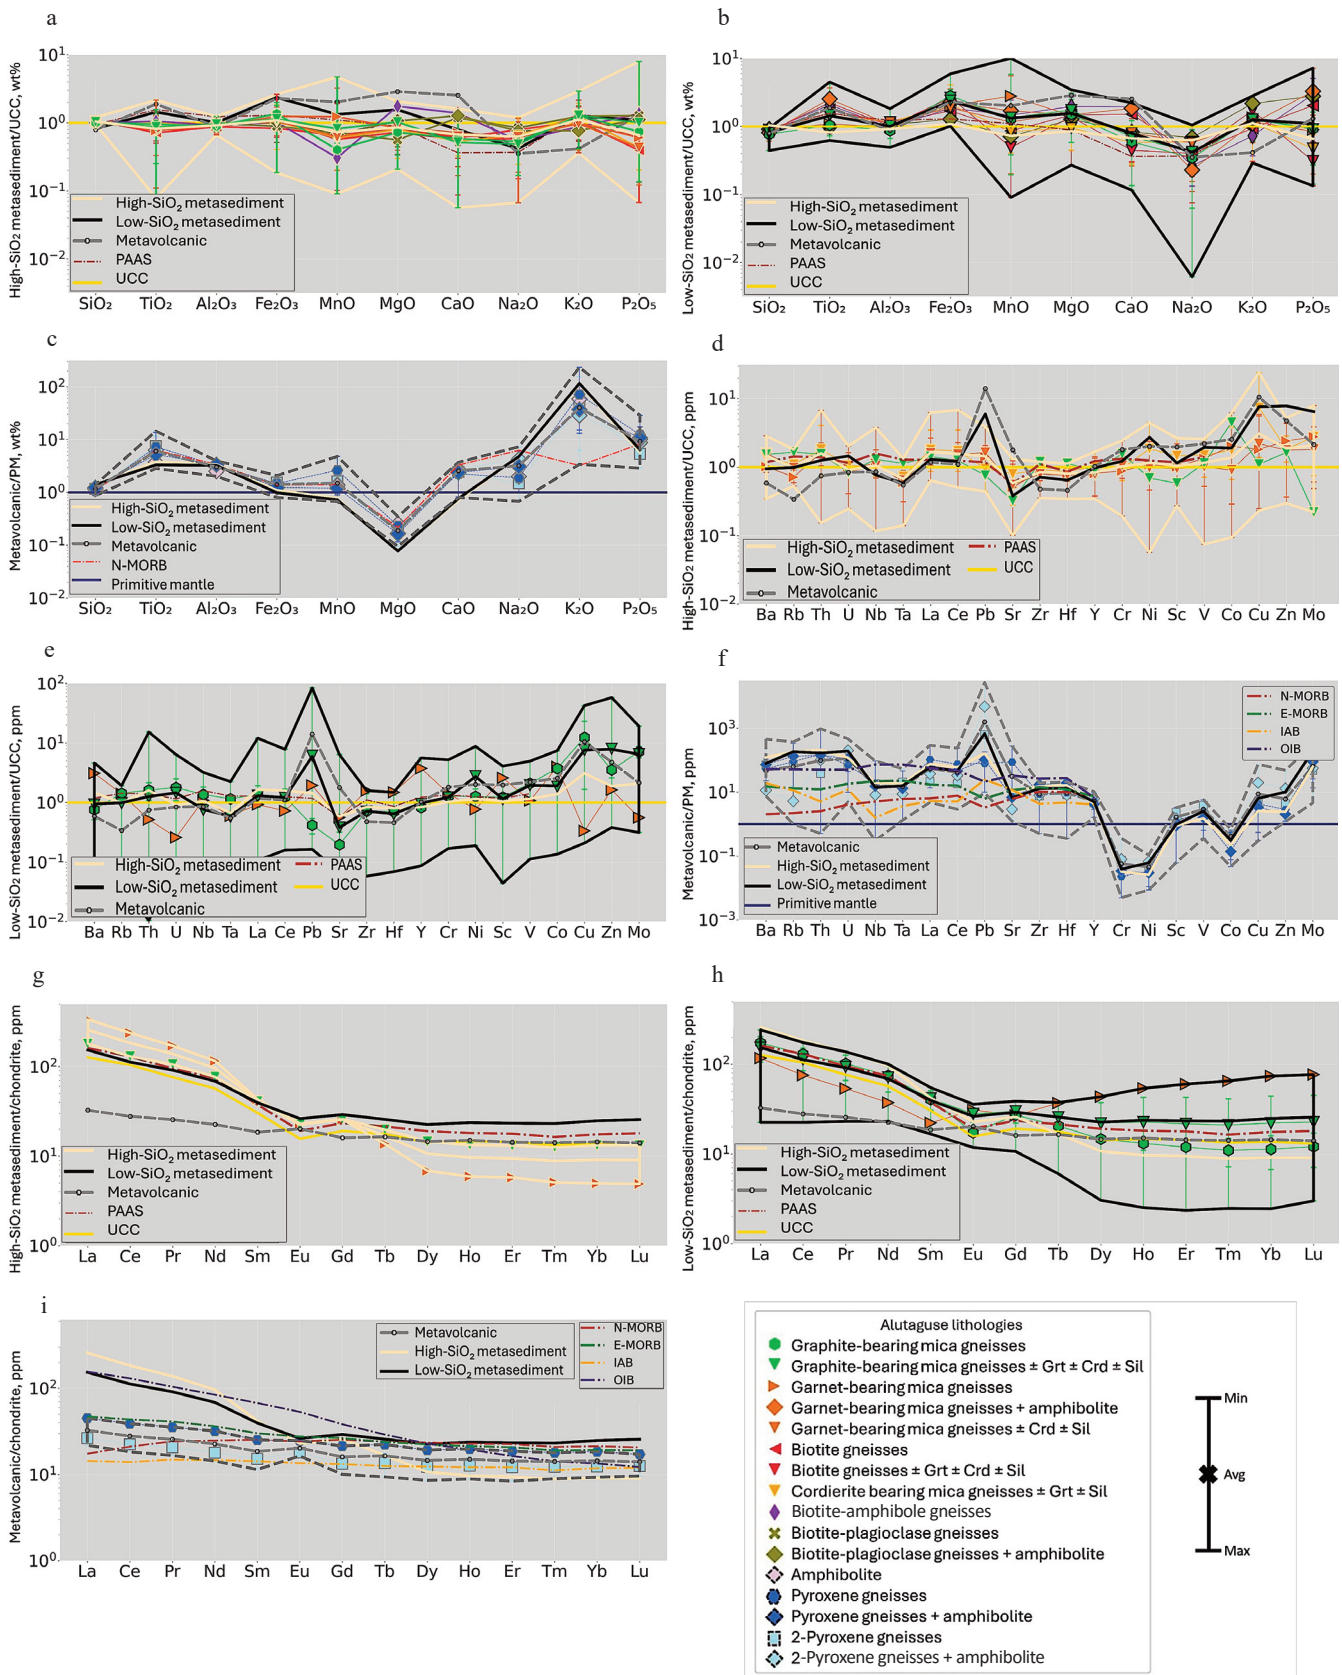 a
High-SiO₂ metasediment/UCC, wt%
10¹
10⁰
10⁻¹
10⁻²
High-SiO₂ metasediment
Low-SiO₂ metasediment
Metavolcanic
PAAS
UCC
SiO₂ TiO₂ Al₂O₃ Fe₂O₃ MnO MgO CaO Na₂O K₂O P₂O₅
b
Low-SiO₂ metasediment/UCC, wt%
10¹
10⁰
10⁻¹
10⁻²
High-SiO₂ metasediment
Low-SiO₂ metasediment
Metavolcanic
PAAS
UCC
SiO₂ TiO₂ Al₂O₃ Fe₂O₃ MnO MgO CaO Na₂O K₂O P₂O₅
c
Metavolcanic/PM, wt%
10²
10¹
10⁰
10⁻¹
10⁻²
High-SiO₂ metasediment
Low-SiO₂ metasediment
Metavolcanic
N-MORB
Primitive mantle
SiO₂ TiO₂ Al₂O₃ Fe₂O₃ MnO MgO CaO Na₂O K₂O P₂O₅
d
High-SiO₂ metasediment/UCC, ppm
10¹
10⁰
10⁻¹
10⁻²
High-SiO₂ metasediment PAAS
Low-SiO₂ metasediment UCC
Metavolcanic
Ba Rb Th U Nb Ta La Ce Pb Sr Zr Hf Y Cr Ni Sc V Co Cu Zn Mo
e
Low-SiO₂ metasediment/UCC, ppm
10²
10¹
10⁰
10⁻¹
10⁻²
High-SiO₂ metasediment PAAS
Low-SiO₂ metasediment UCC
Metavolcanic
Ba Rb Th U Nb Ta La Ce Pb Sr Zr Hf Y Cr Ni Sc V Co Cu Zn Mo
f
Metavolcanic/PM, ppm
10³
10¹
10⁻¹
10⁻³
N-MORB
E-MORB
IAB
OIB
Metavolcanic
High-SiO₂ metasediment
Low-SiO₂ metasediment
Primitive mantle
Ba Rb Th U Nb Ta La Ce Pb Sr Zr Hf Y Cr Ni Sc V Co Cu Zn Mo
g
High-SiO₂ metasediment/chondrite, ppm
10²
10¹
10⁰
High-SiO₂ metasediment
Low-SiO₂ metasediment
Metavolcanic
PAAS
UCC
La Ce Pr Nd Sm Eu Gd Tb Dy Ho Er Tm Yb Lu
h
Low-SiO₂ metasediment/chondrite, ppm
10²
10¹
10⁰
High-SiO₂ metasediment
Low-SiO₂ metasediment
Metavolcanic
PAAS
UCC
La Ce Pr Nd Sm Eu Gd Tb Dy Ho Er Tm Yb Lu
i
Metavolcanic/chondrite, ppm
10²
10¹
10⁰
Metavolcanic
High-SiO₂ metasediment
Low-SiO₂ metasediment
N-MORB
E-MORB
IAB
OIB
La Ce Pr Nd Sm Eu Gd Tb Dy Ho Er Tm Yb Lu
Alutaguse lithologies
Graphite-bearing mica gneisses
Graphite-bearing mica gneisses ± Grt ± Crd ± Sil
Garnet-bearing mica gneisses
Garnet-bearing mica gneisses + amphibolite
Garnet-bearing mica gneisses ± Crd ± Sil
Biotite gneisses
Biotite gneisses ± Grt ± Crd ± Sil
Cordierite bearing mica gneisses ± Grt ± Sil
Biotite-amphibole gneisses
Biotite-plagioclase gneisses
Biotite-plagioclase gneisses + amphibolite
Amphibolite
Pyroxene gneisses
Pyroxene gneisses + amphibolite
2-Pyroxene gneisses
2-Pyroxene gneisses + amphibolite
Min
Avg
Max